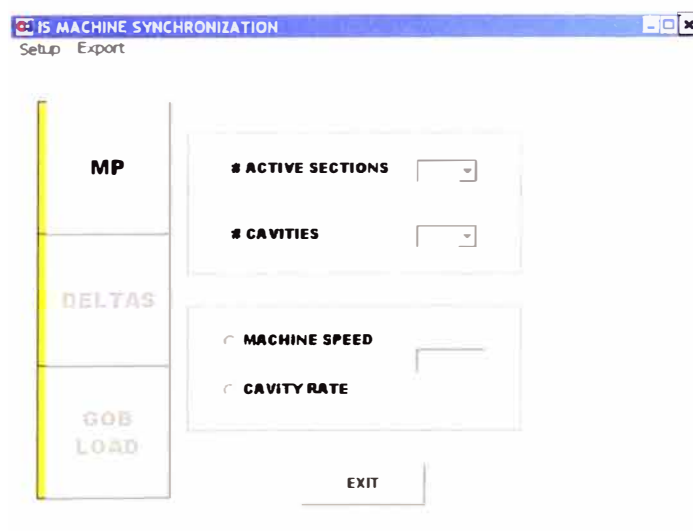 IS MACHINE SYNCHRONIZATION
Setup Export
MP
# ACTIVE SECTIONS
# CAVITIES
DELTAS
MACHINE SPEED
CAVITY RATE
GOB
LOAD
EXIT